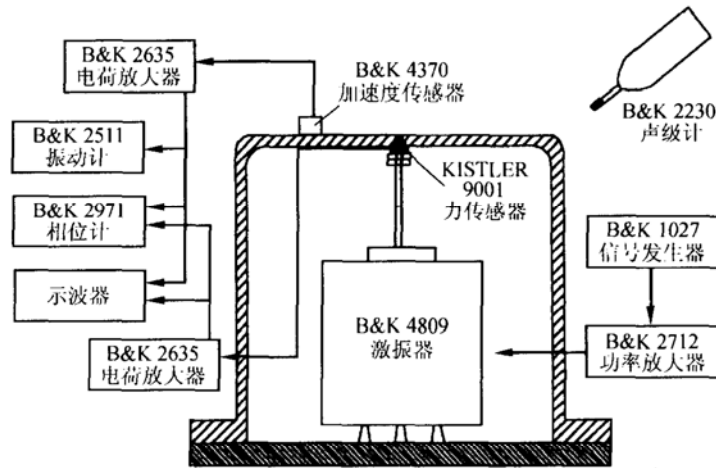 B&K 2635
电荷放大器
B&K 4370
加速度传感器
B&K 2230
声级计
B&K 2511
振动计
KISTLER
9001
力传感器
B&K 2971
相位计
B&K 1027
信号发生器
示波器
B&K 4809
激振器
B&K 2635
电荷放大器
B&K 2712
功率放大器